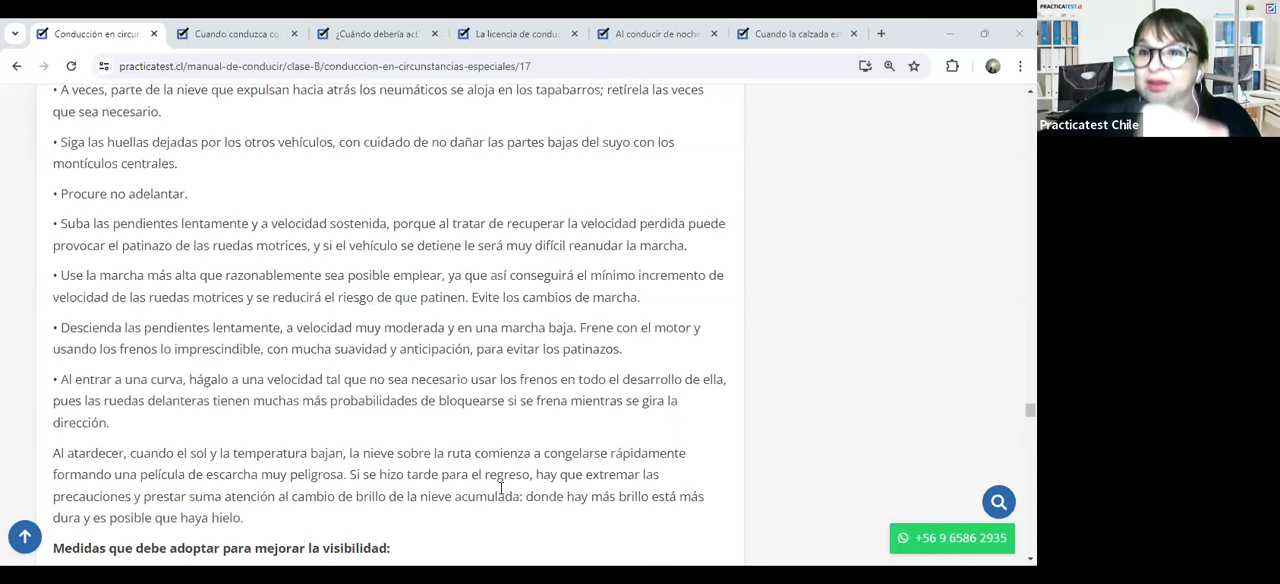 PRACTICATEST.cl
Conducción en circur
Cuando conduzca co
¿Cuándo debería act
La licencia de condu
Al conducir de noche
Cuando la calzada es
practicatest.cl/manual-de-conducir/clase-B/conduccion-en-circunstancias-especiales/17
Practicatest Chile
• A veces, parte de la nieve que expulsan hacia atrás los neumáticos se aloja en los tapabarros; retírela las veces
que sea necesario.
• Siga las huellas dejadas por los otros vehículos, con cuidado de no dañar las partes bajas del suyo con los
montículos centrales.
• Procure no adelantar.
• Suba las pendientes lentamente y a velocidad sostenida, porque al tratar de recuperar la velocidad perdida puede
provocar el patinazo de las ruedas motrices, y si el vehículo se detiene le será muy difícil reanudar la marcha.
• Use la marcha más alta que razonablemente sea posible emplear, ya que así conseguirá el mínimo incremento de
velocidad de las ruedas motrices y se reducirá el riesgo de que patinen. Evite los cambios de marcha.
• Descienda las pendientes lentamente, a velocidad muy moderada y en una marcha baja. Frene con el motor y
usando los frenos lo imprescindible, con mucha suavidad y anticipación, para evitar los patinazos.
• Al entrar a una curva, hágalo a una velocidad tal que no sea necesario usar los frenos en todo el desarrollo de ella,
pues las ruedas delanteras tienen muchas más probabilidades de bloquearse si se frena mientras se gira la
dirección.
Al atardecer, cuando el sol y la temperatura bajan, la nieve sobre la ruta comienza a congelarse rápidamente
formando una película de escarcha muy peligrosa. Si se hizo tarde para el regreso, hay que extremar las
precauciones y prestar suma atención al cambio de brillo de la nieve acumulada: donde hay más brillo está más
dura y es posible que haya hielo.
+56 9 6586 2935
Medidas que debe adoptar para mejorar la visibilidad: